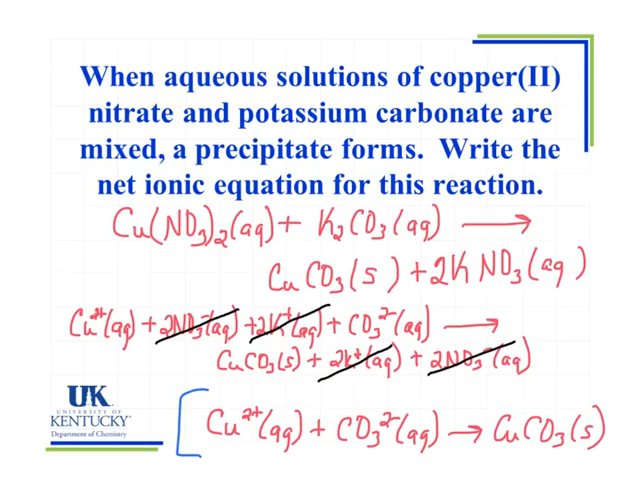 When aqueous solutions of copper(II)
nitrate and potassium carbonate are
mixed, a precipitate forms. Write the
net ionic equation for this reaction.
Cu(NO₃)₂(aq) + K₂CO₃(aq) ⟶
CuCO₃(s) + 2KNO₃(aq)
Cu²⁺(aq) + 2NO₃⁻(aq) + 2K⁺(aq) + CO₃²⁻(aq) ⟶
CuCO₃(s) + 2K⁺(aq) + 2NO₃⁻(aq)
UK
UNIVERSITY OF
KENTUCKY
Department of Chemistry
Cu²⁺(aq) + CO₃²⁻(aq) → CuCO₃(s)